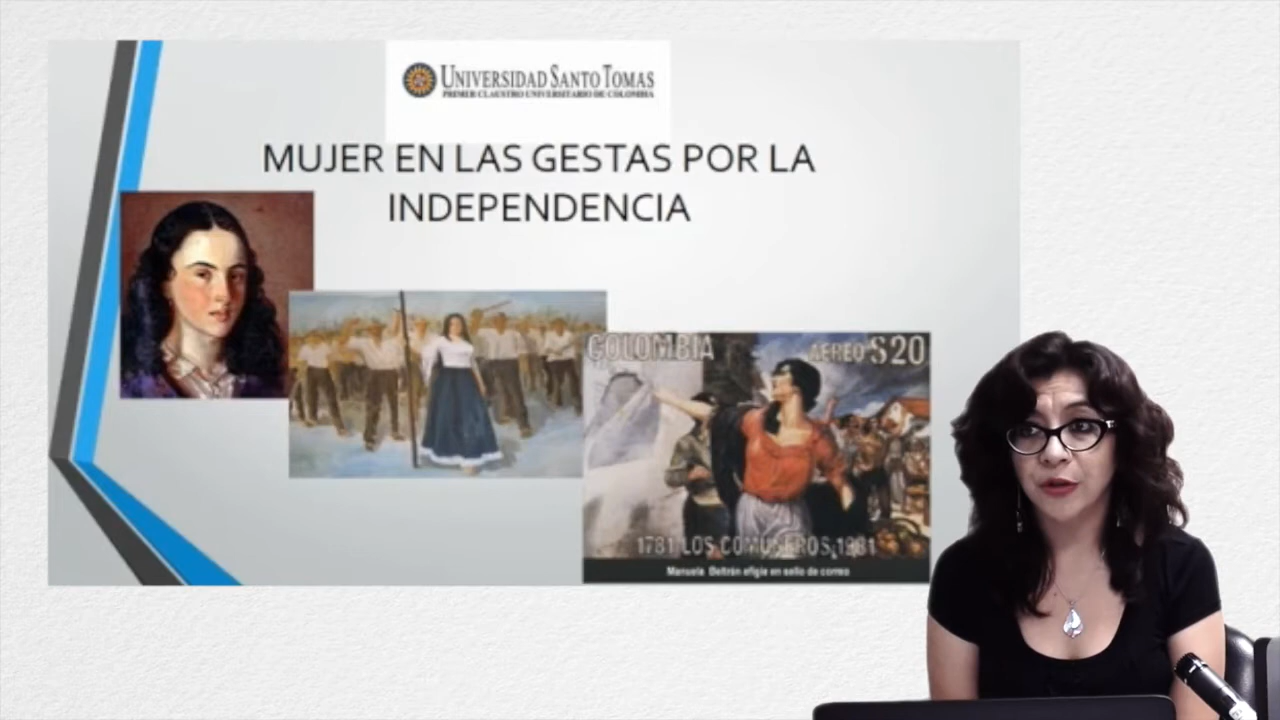 UNIVERSIDAD SANTO TOMAS
PRIMER CLAUSTRO UNIVERSITARIO DE COLOMBIA
MUJER EN LAS GESTAS POR LA
INDEPENDENCIA
COLOMBIA
AEREO $20
1781 LOS COMUNEROS 1981
Manuela Beltrán efigie en sello de correo